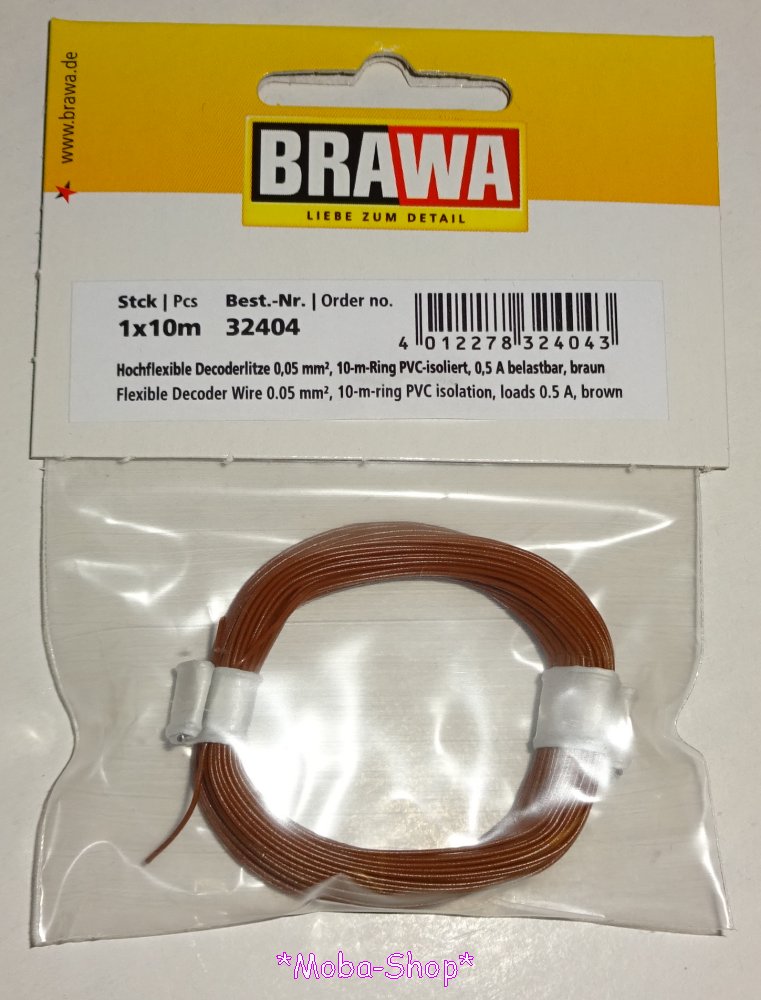 www.brawa.de
BRAWA
LIEBE ZUM DETAIL
Stck | Pcs Best.-Nr. | Order no.
1x10m 32404
4 012278 324043
Hochflexible Decoderlitze 0,05 mm², 10-m-Ring PVC-isoliert, 0,5 A belastbar, braun
Flexible Decoder Wire 0.05 mm², 10-m-ring PVC isolation, loads 0.5 A, brown
*Moba-Shop*